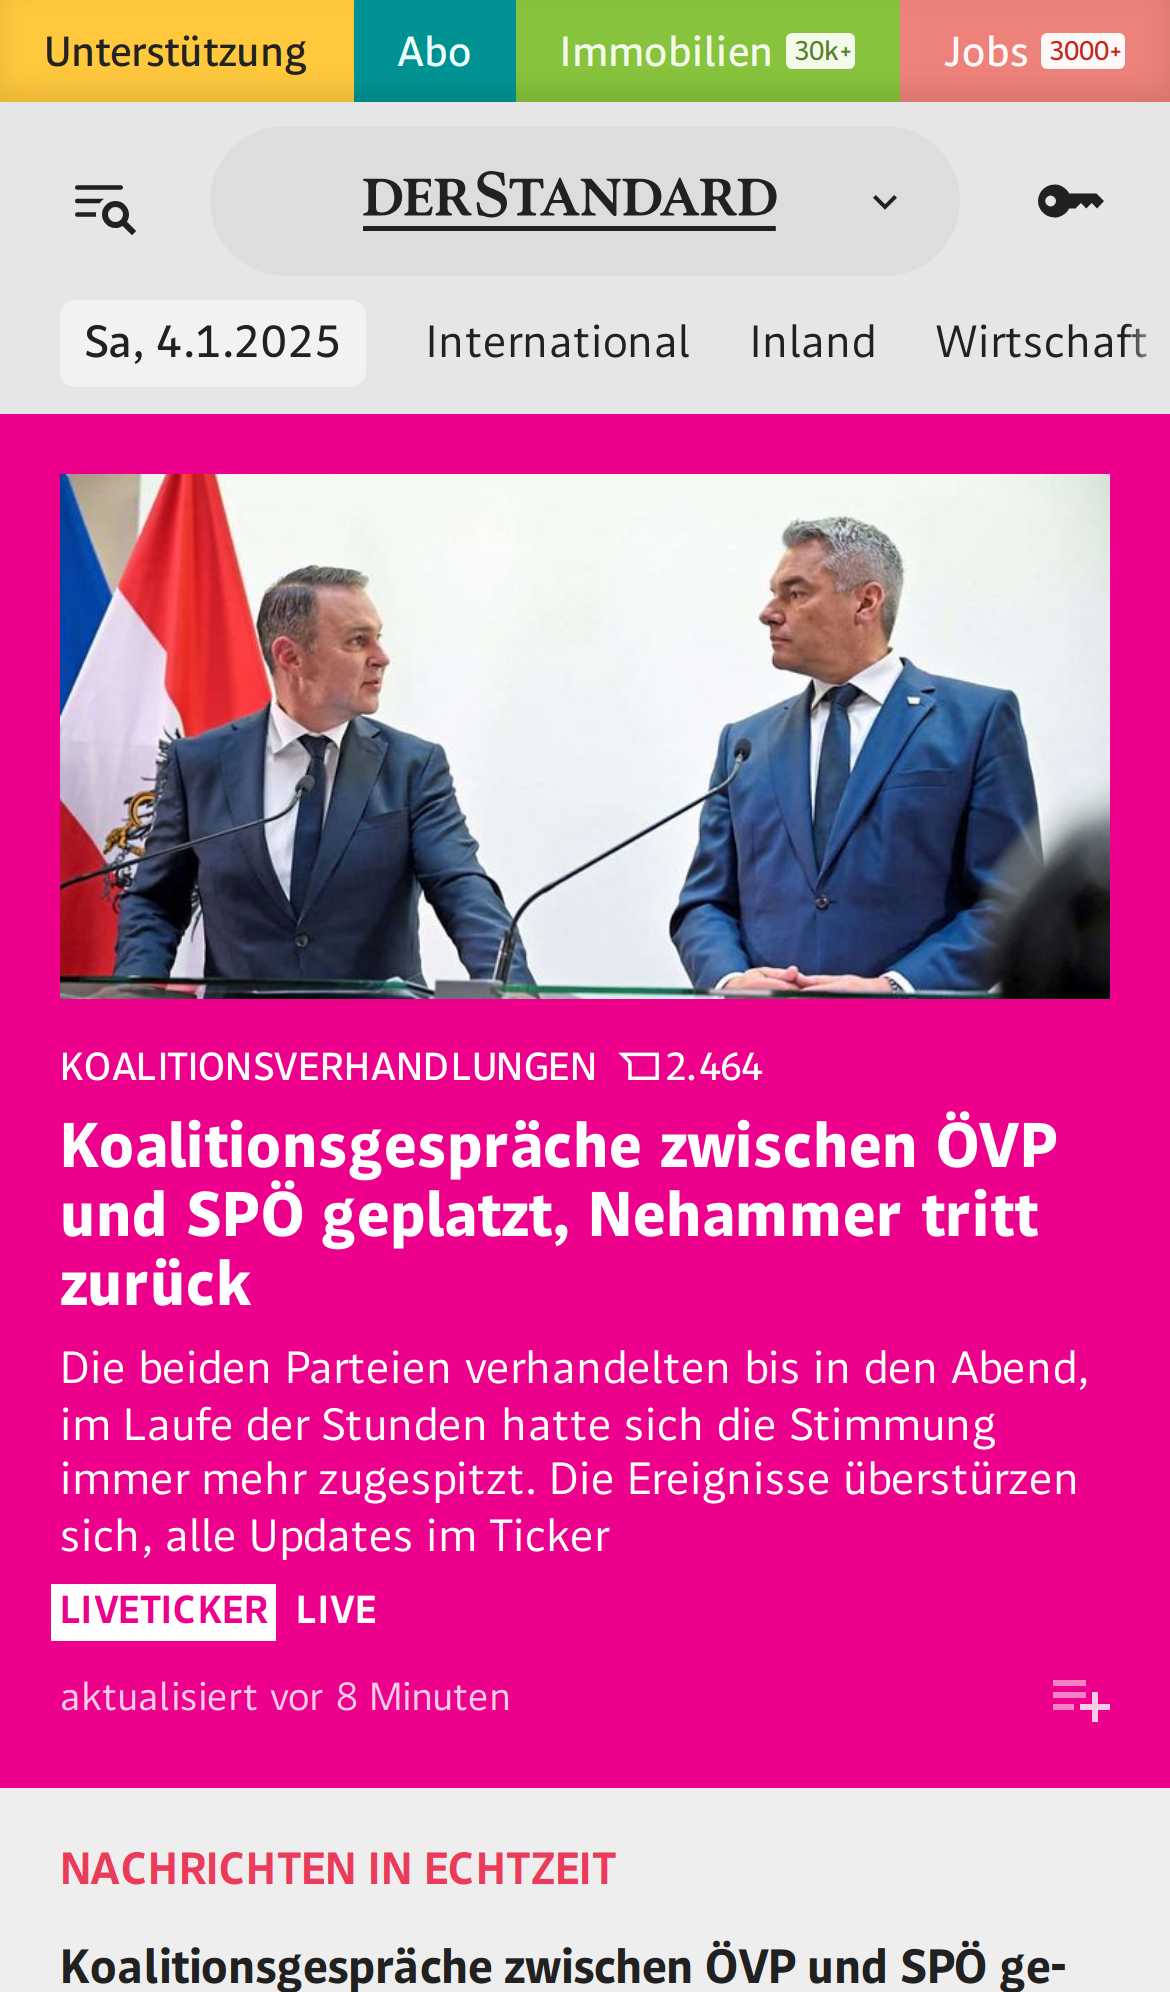 Unterstützung Abo Immobilien 30k+ Jobs 3000+
DERSTANDARD
Sa, 4.1.2025 International Inland Wirtschaft
KOALITIONSVERHANDLUNGEN 2.464
Koalitionsgespräche zwischen ÖVP
und SPÖ geplatzt, Nehammer tritt
zurück
Die beiden Parteien verhandelten bis in den Abend,
im Laufe der Stunden hatte sich die Stimmung
immer mehr zugespitzt. Die Ereignisse überstürzen
sich, alle Updates im Ticker
LIVETICKER LIVE
aktualisiert vor 8 Minuten
NACHRICHTEN IN ECHTZEIT
Koalitionsgespräche zwischen ÖVP und SPÖ ge-